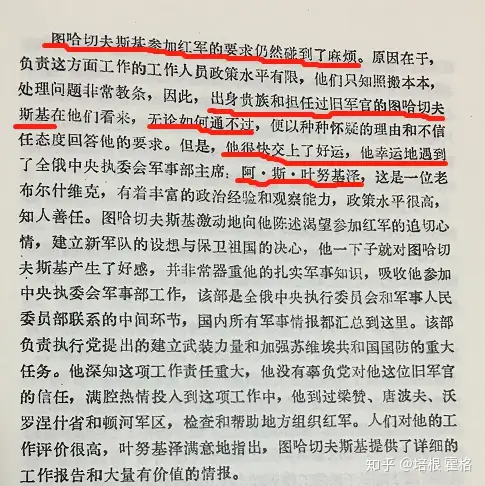 图哈切夫斯基参加红军的要求仍然碰到了麻烦。原因在于，
负责这方面工作的工作人员政策水平有限，他们只知照搬本本，
处理问题非常教条，因此，出身贵族和担任过旧军官的图哈切夫
斯基在他们看来，无论如何通不过，便以种种怀疑的理由和不信
任态度回答他的要求。但是，他很快交上了好运，他幸运地遇到
了全俄中央执委会军事部主席：阿·斯·叶努基泽，这是一位老
布尔什维克，有着丰富的政治经验和观察能力，政策水平很高，
知人善任。图哈切夫斯基激动地向他陈述渴望参加红军的迫切心
情，建立新军队的设想与保卫祖国的决心，他一下子就对图哈切
夫斯基产生了好感，并非常器重他的扎实军事知识，吸收他参加
中央执委会军事部工作，该部是全俄中央执行委员会和军事人民
委员部联系的中间环节，国内所有军事情报都汇总到这里。该部
负责执行党提出的建立武装力量和加强苏维埃共和国国防的重大
任务。他深知这项工作责任重大，他没有辜负党对他这位旧军官
的信任，满腔热情投入到这项工作中，他到过梁赞、唐波夫、沃
罗涅什省和顿河军区，检查和帮助地方组织红军。人们对他的工
作评价很高，叶努基泽满意地指出，图哈切夫斯基提供了详细的
工作报告和大量有价值的情报。
知乎 @培根 霍格